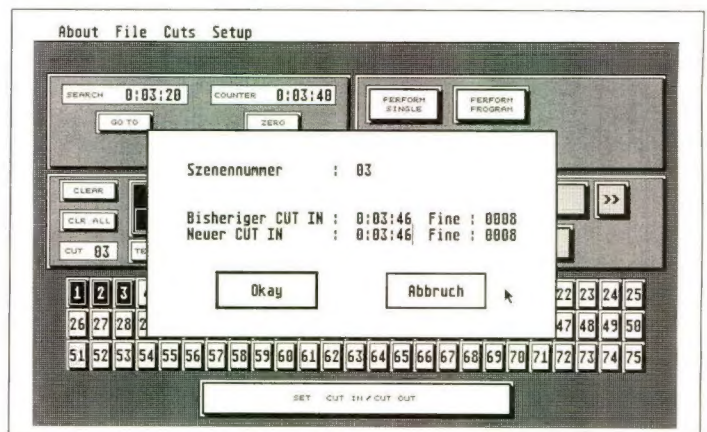 About File Cuts Setup
SEARCH 0:03:20 COUNTER 0:03:40
PERFORM SINGLE
PERFORM PROGRAM
GO TO ZERO
Szenennummer : 03
CLEAR
>>
CLR ALL
Bisheriger CUT IN : 0:03:46 Fine : 0008
Neuer CUT IN : 0:03:46 Fine : 0008
CUT 03 TE
Okay Abbruch
1 2 3 22 23 24 25
26 27 28 2 47 48 49 50
51 52 53 54 55 56 57 58 59 60 61 62 63 64 65 66 67 68 69 70 71 72 73 74 75
SET CUT IN/CUT OUT